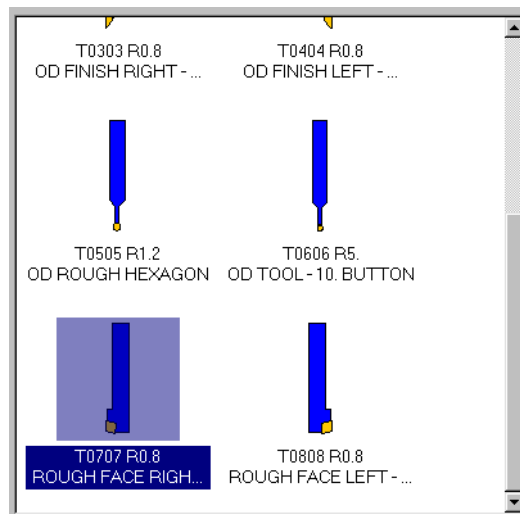 T0303 R0.8 T0404 R0.8
OD FINISH RIGHT - ... OD FINISH LEFT - ...
T0505 R1.2 T0606 R5.
OD ROUGH HEXAGON OD TOOL - 10. BUTTON
T0707 R0.8 T0808 R0.8
ROUGH FACE RIGH... ROUGH FACE LEFT - ...